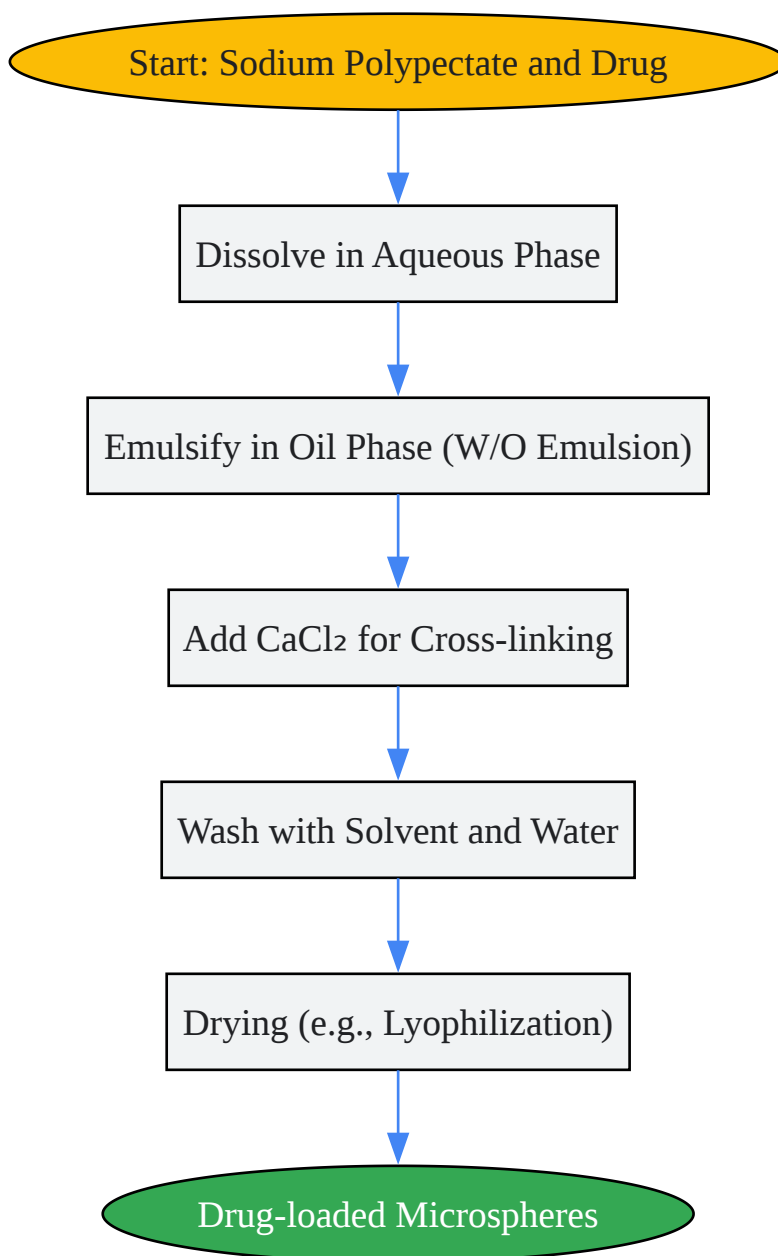 Start: Sodium Polypectate and Drug
Dissolve in Aqueous Phase
Emulsify in Oil Phase (W/O Emulsion)
Add CaCl₂ for Cross-linking
Wash with Solvent and Water
Drying (e.g., Lyophilization)
Drug-loaded Microspheres